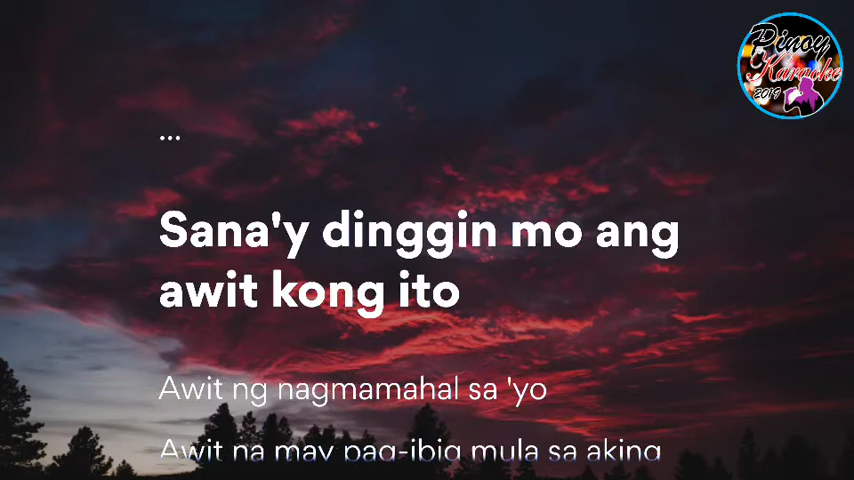 Pinoy
Karaoke
2019
...
Sana'y dinggin mo ang
awit kong ito
Awit ng nagmamahal sa 'yo
Awit na may pag-ibig mula sa aking